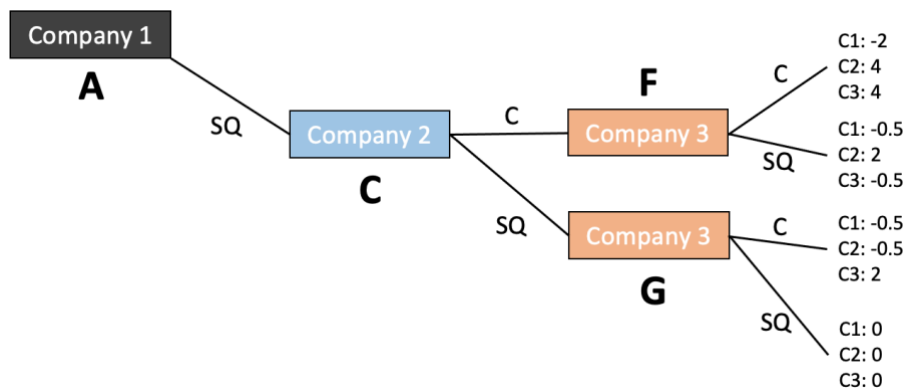 Company 1
A
SQ
Company 2
C
C
SQ
F
Company 3
C
SQ
Company 3
G
C
SQ
C1: -2
C2: 4
C3: 4
C1: -0.5
C2: 2
C3: -0.5
C1: -0.5
C2: -0.5
C3: 2
C1: 0
C2: 0
C3: 0